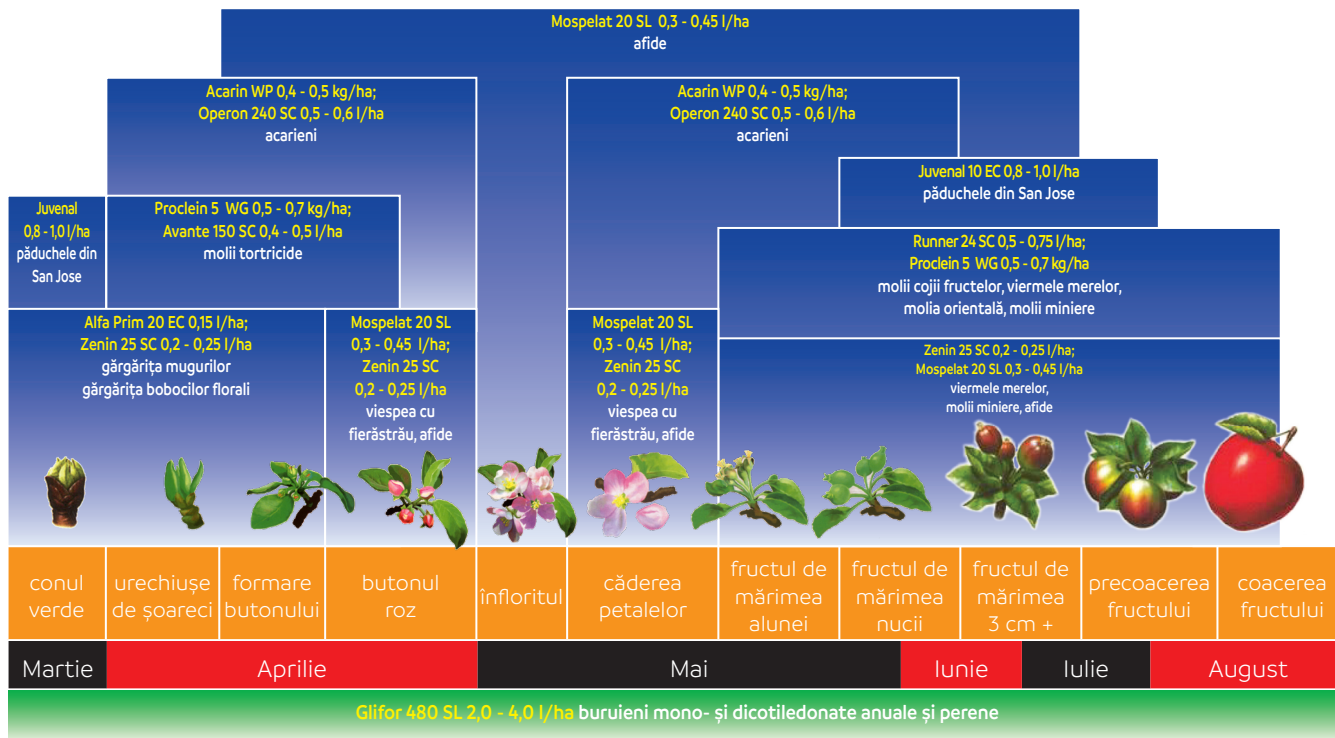 Mospelat 20 SL 0,3 - 0,45 l/ha
afide
Acarin WP 0,4 - 0,5 kg/ha;
Operon 240 SC 0,5 - 0,6 l/ha
acarieni
Acarin WP 0,4 - 0,5 kg/ha;
Operon 240 SC 0,5 - 0,6 l/ha
acarieni
Juvenal 10 EC 0,8 - 1,0 l/ha
păduchele din San Jose
Juvenal
0,8 - 1,0 l/ha
păduchele din
San Jose
Proclein 5 WG 0,5 - 0,7 kg/ha;
Avante 150 SC 0,4 - 0,5 l/ha
molii tortricide
Runner 24 SC 0,5 - 0,75 l/ha;
Proclein 5 WG 0,5 - 0,7 kg/ha
molii cojii fructelor, viermele merelor,
molia orientală, molii miniere
Alfa Prim 20 EC 0,15 l/ha;
Zenin 25 SC 0,2 - 0,25 l/ha
gărgărița mugurilor
gărgărița bobocilor florali
Mospelat 20 SL
0,3 - 0,45 l/ha;
Zenin 25 SC
0,2 - 0,25 l/ha
viespea cu
fierăstrău, afide
Mospelat 20 SL
0,3 - 0,45 l/ha;
Zenin 25 SC
0,2 - 0,25 l/ha
viespea cu
fierăstrău, afide
Zenin 25 SC 0,2 - 0,25 l/ha;
Mospelat 20 SL 0,3 - 0,45 l/ha
viermele merelor,
molii miniere, afide
conul
verde
urechiușe
de șoareci
formare
butonului
butonul
roz
înfloritul
căderea
petalelor
fructul de
mărimea
alunei
fructul de
mărimea
nucii
fructul de
mărimea
3 cm +
precoacerea
fructului
coacerea
fructului
Martie
Aprilie
Mai
Iunie
Iulie
August
Glifor 480 SL 2,0 - 4,0 l/ha buruieni mono- și dicotiledonate anuale și perene